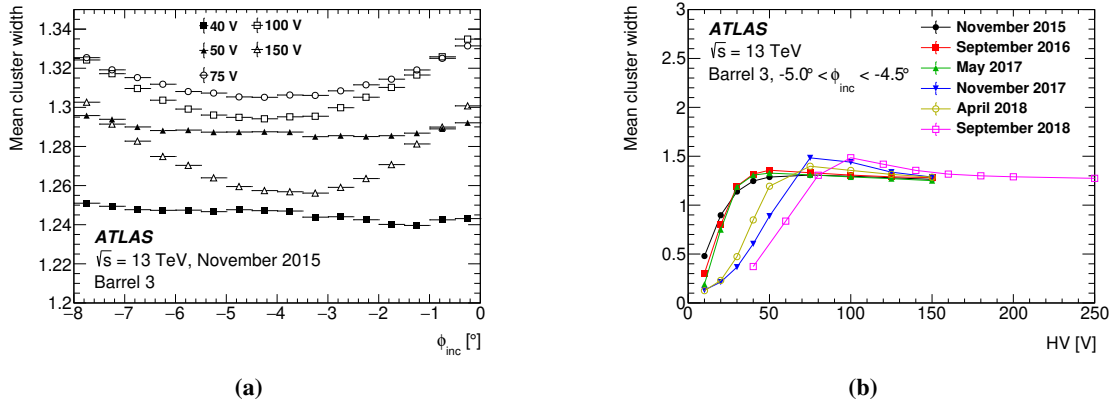 Mean cluster width
1.34
1.32
1.3
1.28
1.26
1.24
1.22
1.2
40 V
100 V
50 V
150 V
75 V
ATLAS
√s = 13 TeV, November 2015
Barrel 3
−8 −7 −6 −5 −4 −3 −2 −1 0
ϕinc [°]
(a)
Mean cluster width
3
2.5
2
1.5
1
0.5
0
ATLAS
√s = 13 TeV
Barrel 3, -5.0° < ϕinc < -4.5°
November 2015
September 2016
May 2017
November 2017
April 2018
September 2018
0 50 100 150 200 250
HV [V]
(b)